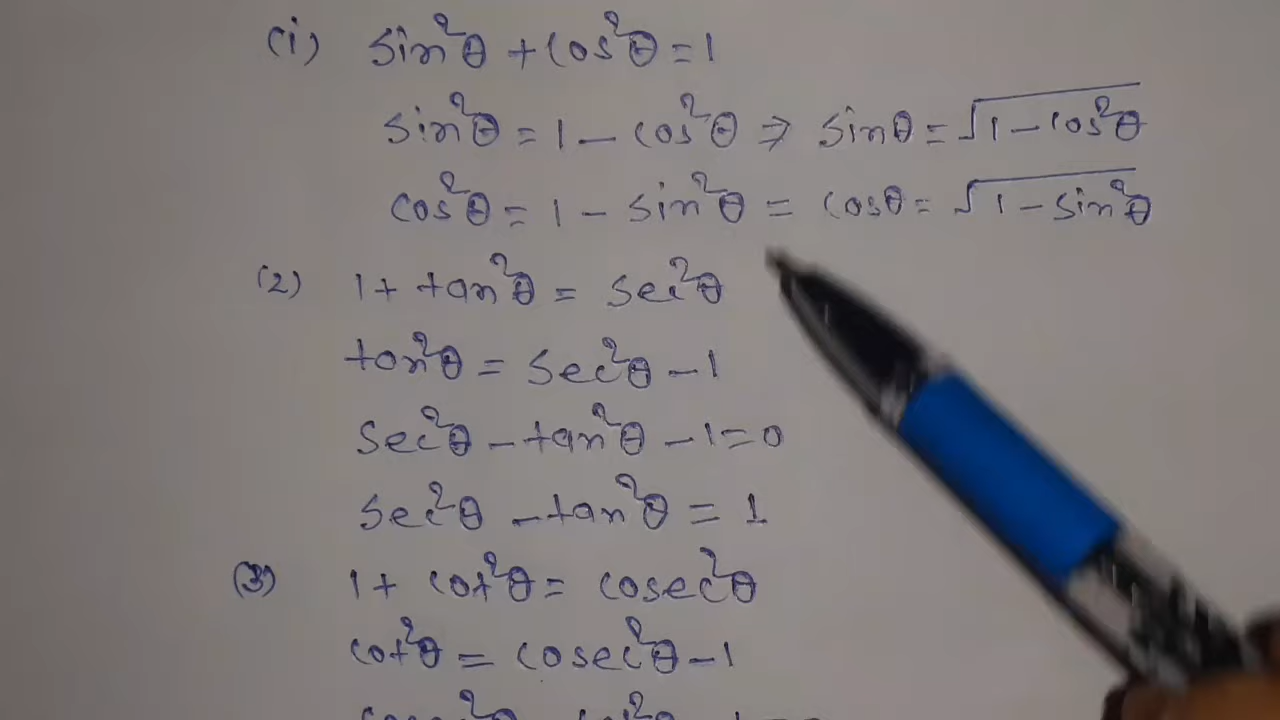 (i) sin²θ + cos²θ = 1
sin²θ = 1 - cos²θ ⇒ sinθ = √1 - cos²θ
cos²θ = 1 - sin²θ = cosθ = √1 - sin²θ
(2) 1 + tan²θ = sec²θ
tan²θ = sec²θ - 1
sec²θ - tan²θ - 1 = 0
sec²θ - tan²θ = 1
(3) 1 + cot²θ = cosec²θ
cot²θ = cosec²θ - 1